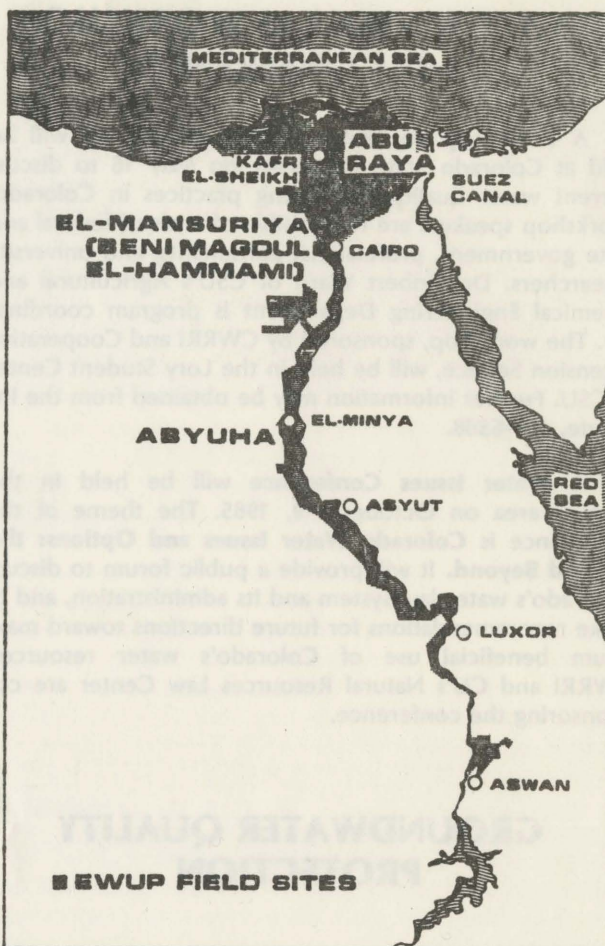 MEDITERRANEAN SEA
ABU
RAYA
KAFR
EL-SHEIKH
SUEZ
CANAL
EL-MANSURIYA
(BENI MAGDUL
EL-HAMMAMI)
CAIRO
EL-MINYA
ABYUHA
ASYUT
RED
SEA
LUXOR
ASWAN
EWUP FIELD SITES